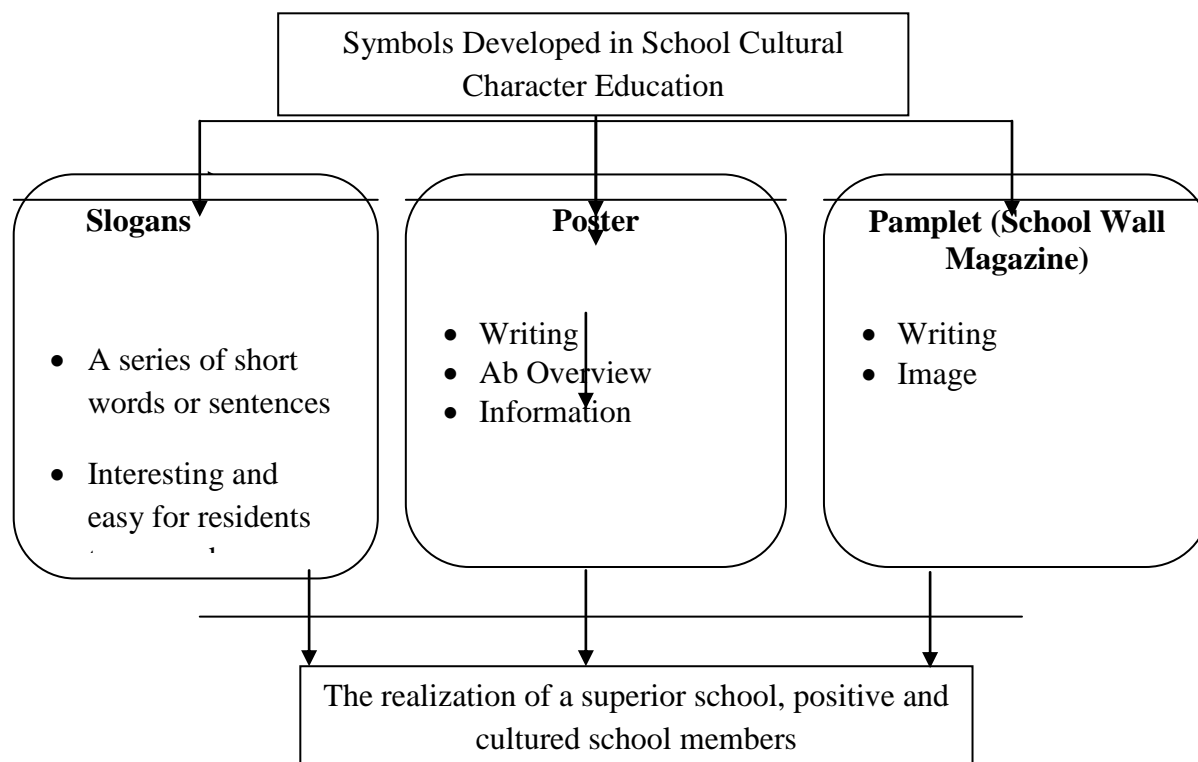 Symbols Developed in School Cultural
Character Education
Slogans
• A series of short
words or sentences
• Interesting and
easy for residents
Poster
• Writing
• Ab Overview
• Information
Pamplet (School Wall
Magazine)
• Writing
• Image
The realization of a superior school, positive and
cultured school members